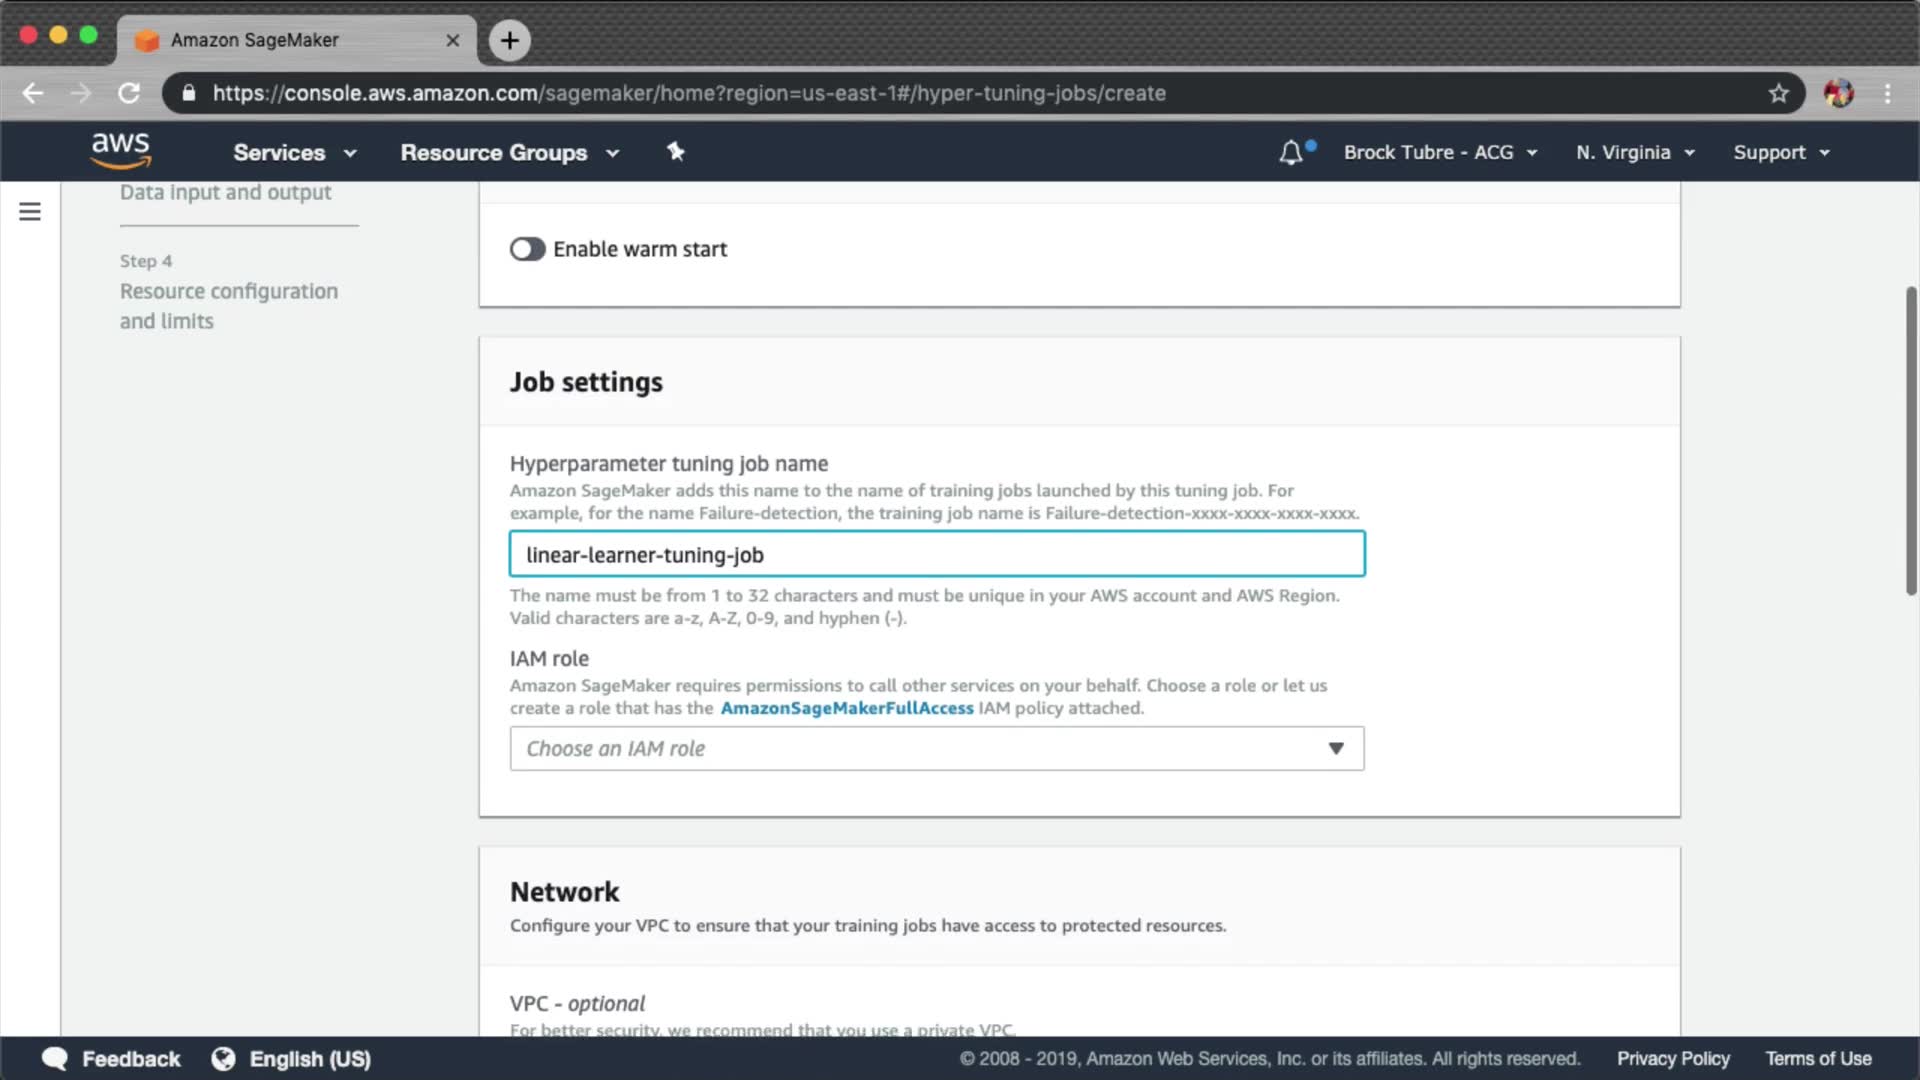 Amazon SageMaker
https://console.aws.amazon.com/sagemaker/home?region=us-east-1#/hyper-tuning-jobs/create
aws
Services
Resource Groups
Brock Tubre - ACG
N. Virginia
Support
Data input and output
Step 4
Resource configuration
and limits
Enable warm start
Job settings
Hyperparameter tuning job name
Amazon SageMaker adds this name to the name of training jobs launched by this tuning job. For
example, for the name Failure-detection, the training job name is Failure-detection-xxxx-xxxx-xxxx-xxxx.
linear-learner-tuning-job
The name must be from 1 to 32 characters and must be unique in your AWS account and AWS Region.
Valid characters are a-z, A-Z, 0-9, and hyphen (-).
IAM role
Amazon SageMaker requires permissions to call other services on your behalf. Choose a role or let us
create a role that has the AmazonSageMakerFullAccess IAM policy attached.
Choose an IAM role
Network
Configure your VPC to ensure that your training jobs have access to protected resources.
VPC - optional
For better security, we recommend that you use a private VPC.
Feedback
English (US)
© 2008 - 2019, Amazon Web Services, Inc. or its affiliates. All rights reserved.
Privacy Policy
Terms of Use